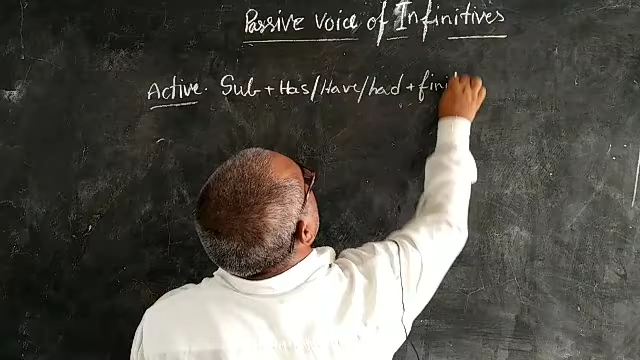 Passive voice of Infinitives
Active. Sub + Has/Have/had +